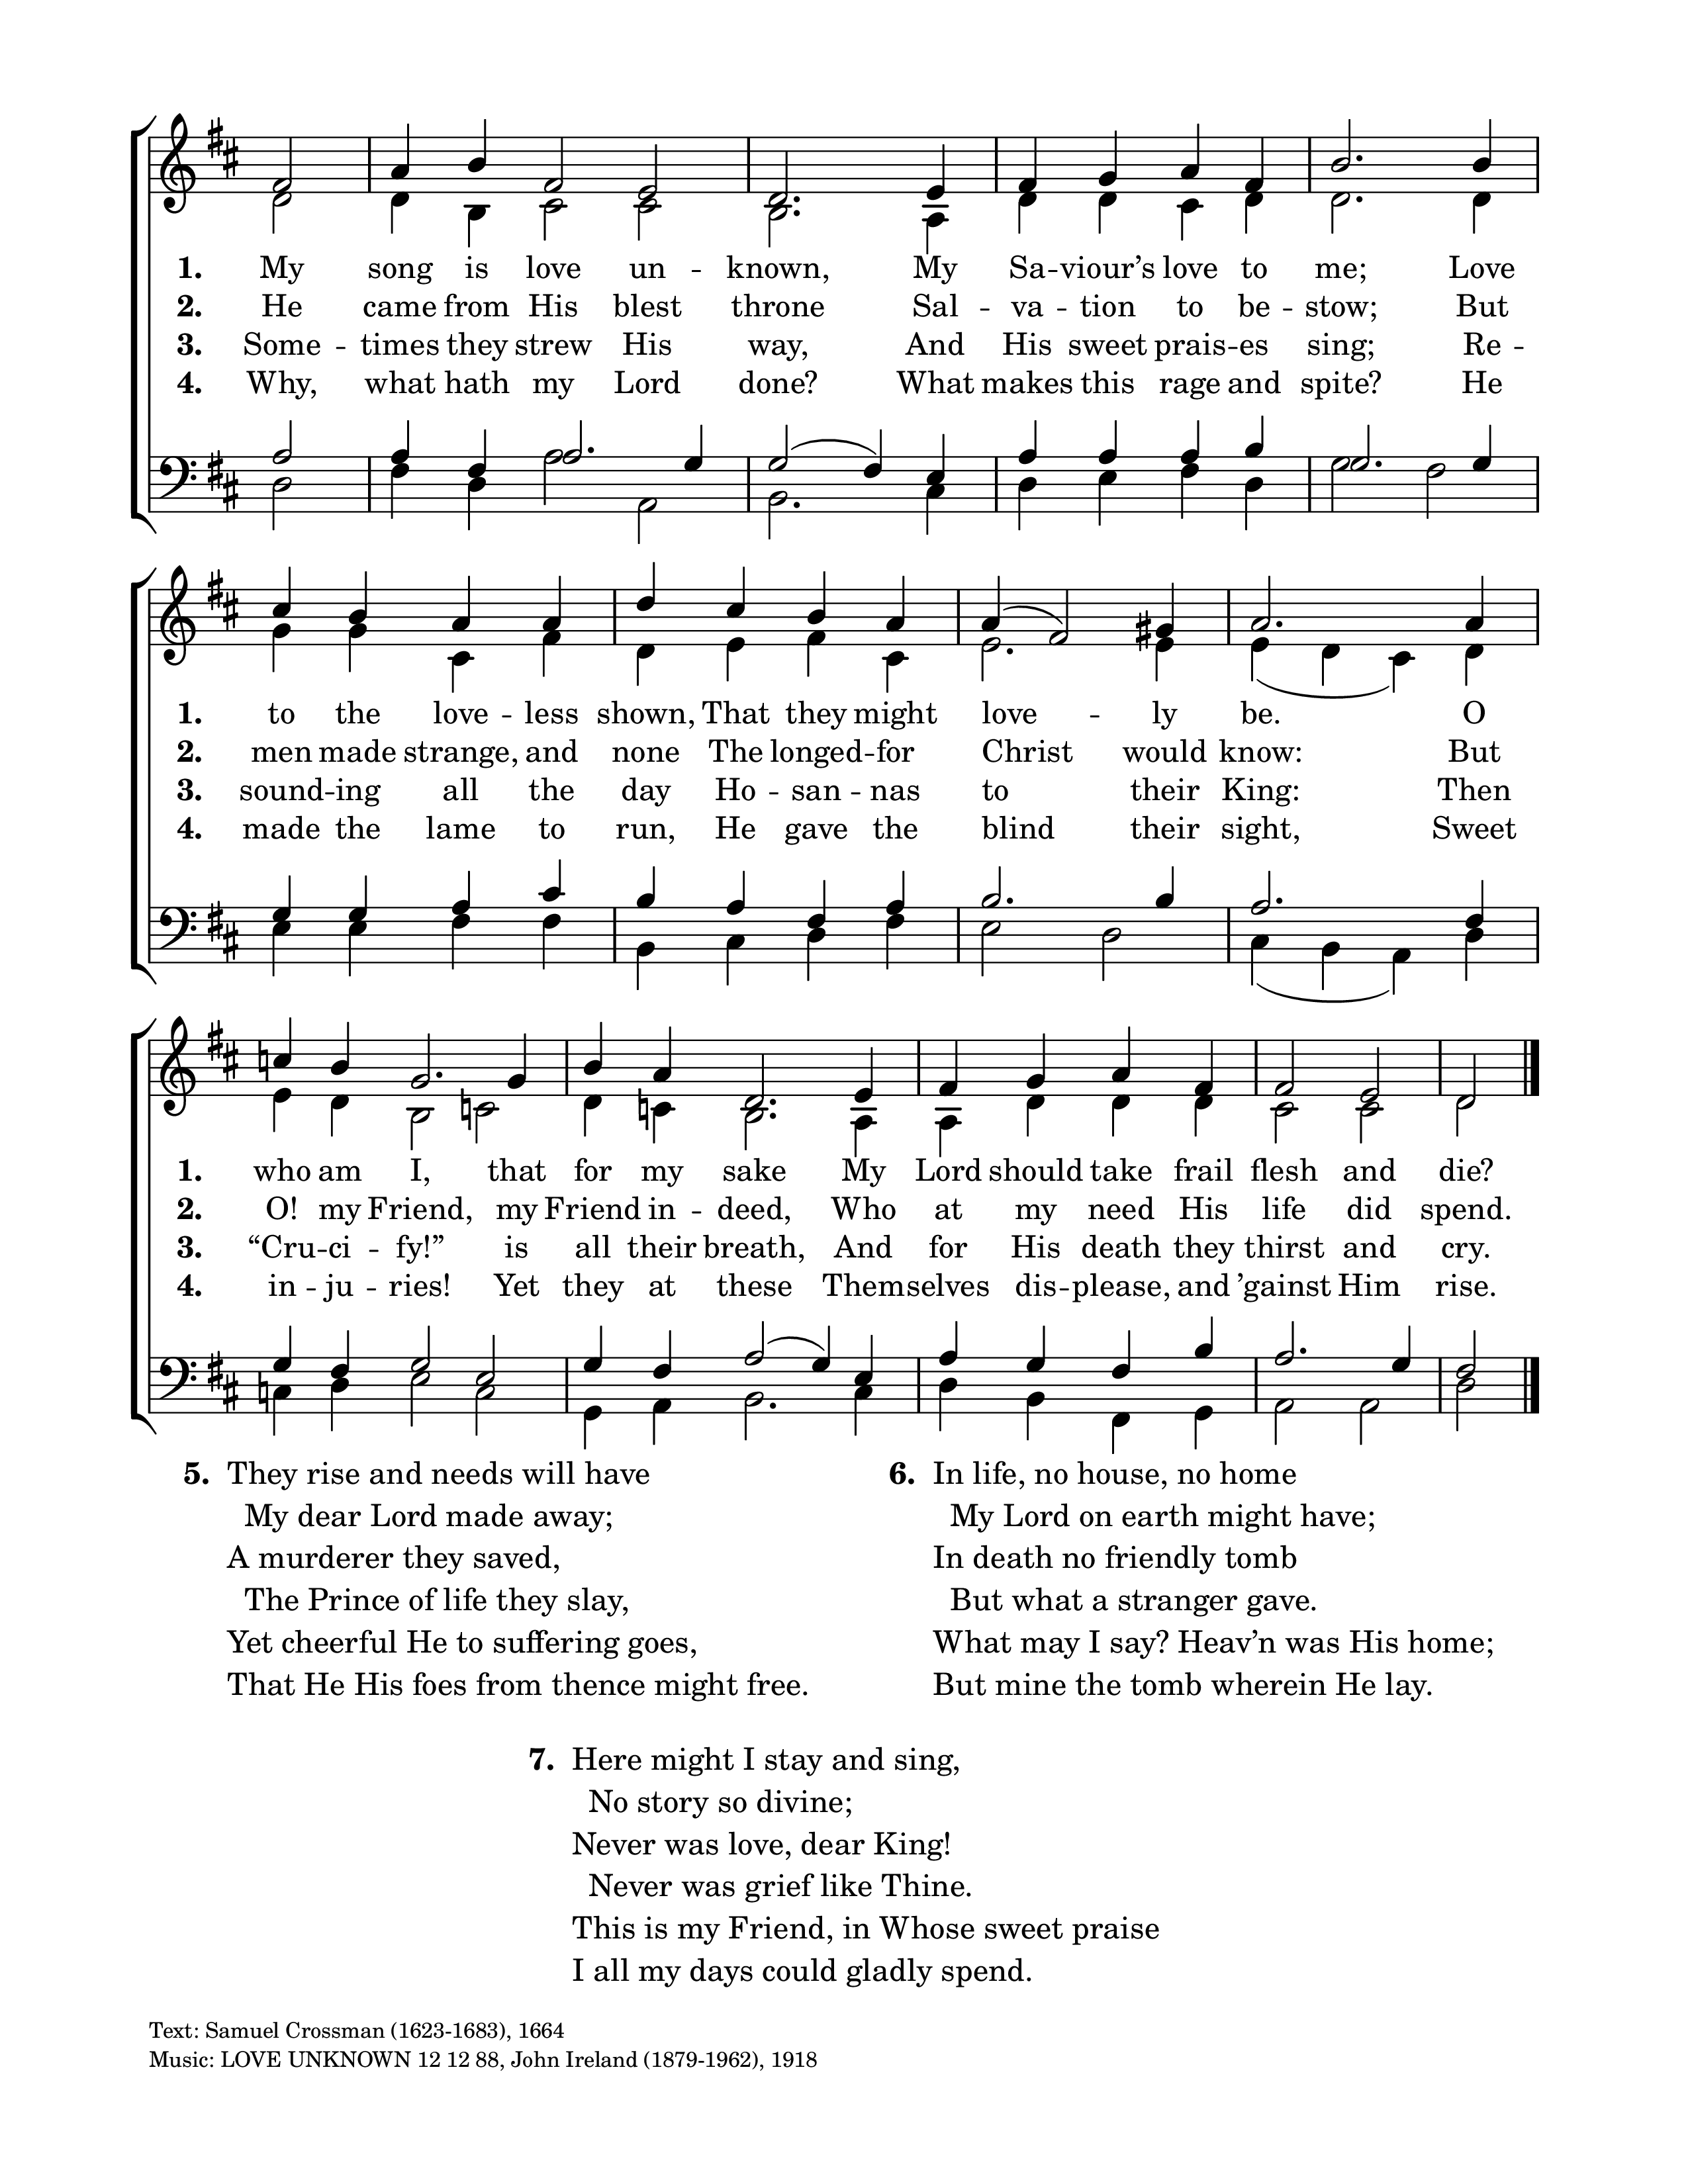 1. My song is love un - known, My Sa - viour’s love to me; Love
2. He came from His blest throne Sal - va - tion to be - stow; But
3. Some - times they strew His way, And His sweet prais - es sing; Re -
4. Why, what hath my Lord done? What makes this rage and spite? He
1. to the love - less shown, That they might love - ly be. O
2. men made strange, and none The longed - for Christ would know: But
3. sound - ing all the day Ho - san - nas to their King: Then
4. made the lame to run, He gave the blind their sight, Sweet
1. who am I, that for my sake My Lord should take frail flesh and die?
2. O! my Friend, my Friend in - deed, Who at my need His life did spend.
3. “Cru - ci - fy!” is all their breath, And for His death they thirst and cry.
4. in - ju - ries! Yet they at these Them - selves dis - please, and ’gainst Him rise.
5. They rise and needs will have
My dear Lord made away;
A murderer they saved,
The Prince of life they slay,
Yet cheerful He to suffering goes,
That He His foes from thence might free.
6. In life, no house, no home
My Lord on earth might have;
In death no friendly tomb
But what a stranger gave.
What may I say? Heav’n was His home;
But mine the tomb wherein He lay.
7. Here might I stay and sing,
No story so divine;
Never was love, dear King!
Never was grief like Thine.
This is my Friend, in Whose sweet praise
I all my days could gladly spend.
Text: Samuel Crossman (1623-1683), 1664
Music: LOVE UNKNOWN 12 12 88, John Ireland (1879-1962), 1918